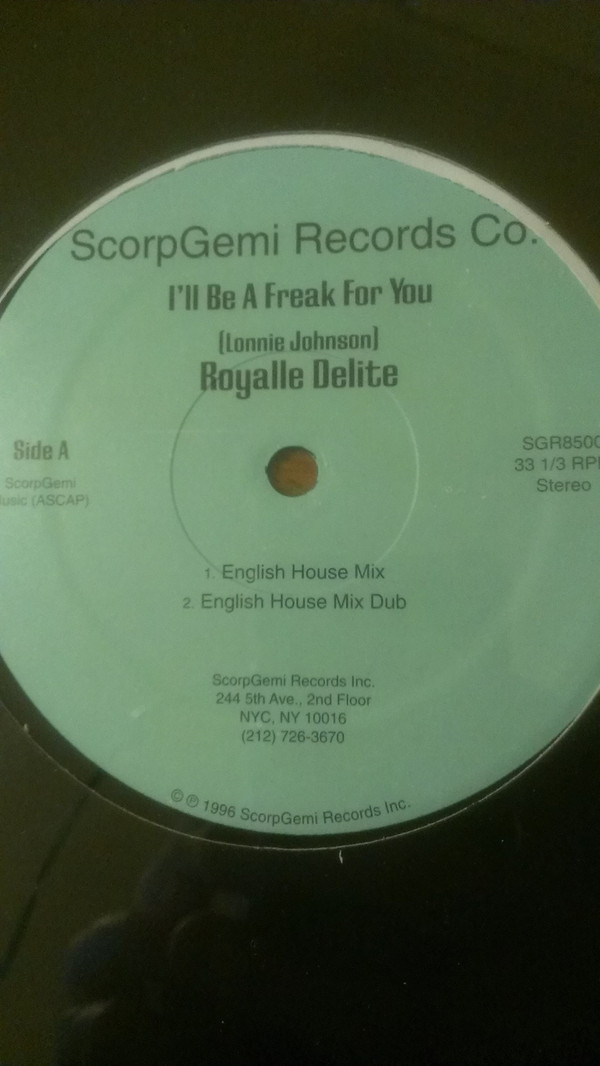 ScorpGemi Records Co.
I'll Be A Freak For You
(Lonnie Johnson)
Royalle Delite
Side A
ScorpGemi
(ASCAP)
SGR8500
33 1/3
Stereo
1. English House Mix
2. English House Mix Dub
ScorpGemi Records Inc.
244 5th Ave., 2nd Floor
NYC, NY 10016
(212) 726-3670
© ℗ 1996 ScorpGemi Records Inc.